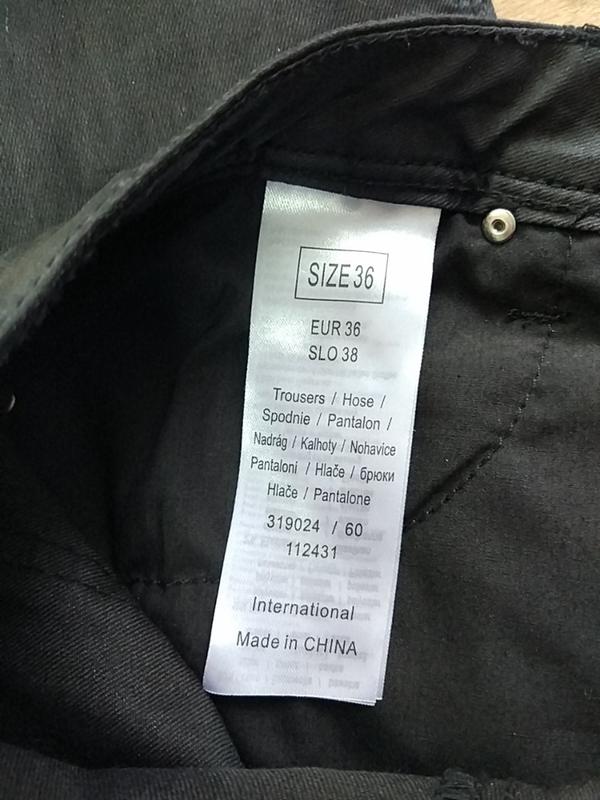 SIZE 36
EUR 36
SLO 38
Trousers / Hose /
Spodnie / Pantalon /
Nadrág / Kalhoty / Nohavice
Pantaloni / Hlače / брюки
Hlače / Pantalone
319024 / 60
112431
International
Made in CHINA